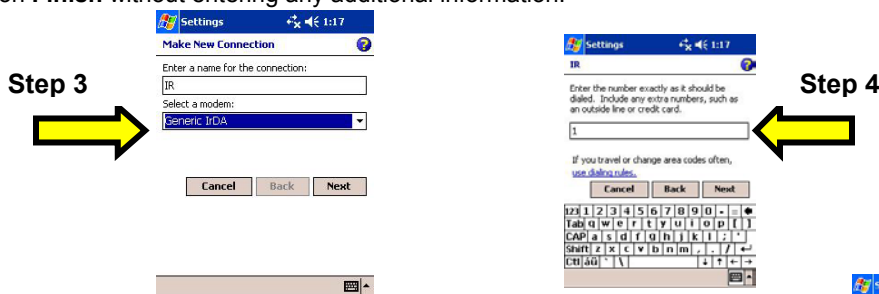 Finish without entering any additional information.
Settings 1:17
Make New Connection
Enter a name for the connection:
IR
Select a modem:
Generic IrDA
Cancel Back Next
Step 3
Settings 1:17
IR
Enter the number exactly as it should be
dialed. Include any extra numbers, such as
an outside line or credit card.
1
If you travel or change area codes often,
use dialing rules.
Cancel Back Next
123 1 2 3 4 5 6 7 8 9 0 - =
Tab q w e r t y u i o p [ ]
CAP a s d f g h j k l ; '
Shift z x c v b n m , . /
Ctl áü ` \
Step 4